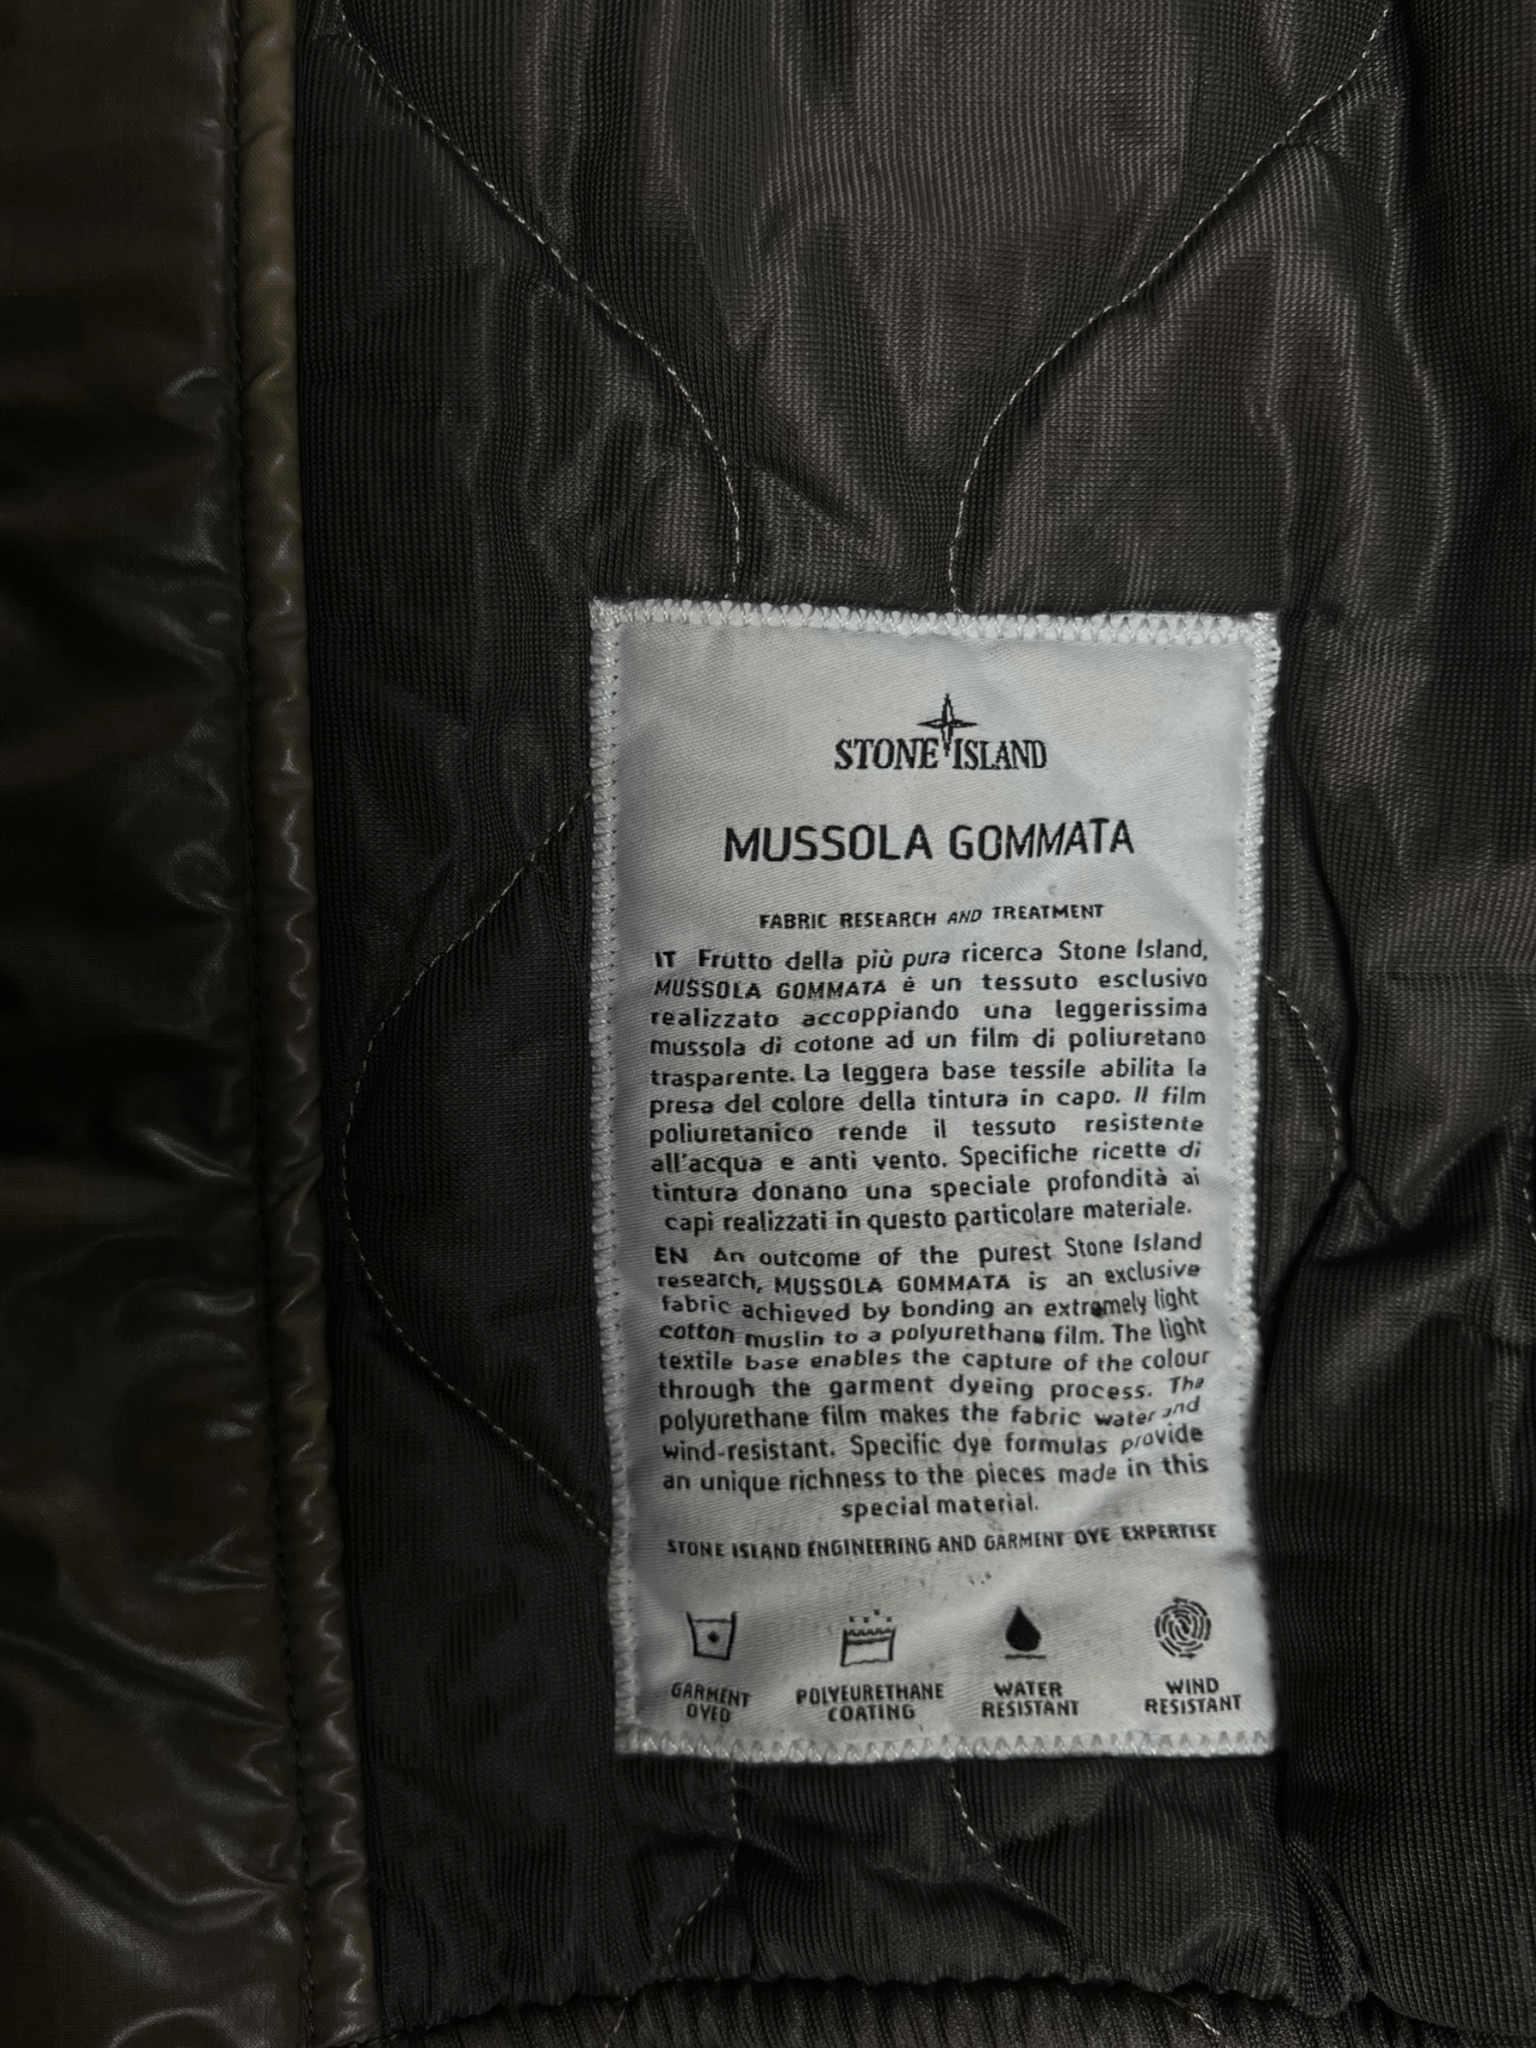 STONE ISLAND
MUSSOLA GOMMATA
FABRIC RESEARCH AND TREATMENT
IT Frutto della più pura ricerca Stone Island,
MUSSOLA GOMMATA è un tessuto esclusivo
realizzato accoppiando una leggerissima
mussola di cotone ad un film di poliuretano
trasparente. La leggera base tessile abilita la
presa del colore della tintura in capo. Il film
poliuretanico rende il tessuto resistente
all'acqua e anti vento. Specifiche ricette di
tintura donano una speciale profondità ai
capi realizzati in questo particolare materiale.
EN An outcome of the purest Stone Island
research, MUSSOLA GOMMATA is an exclusive
fabric achieved by bonding an extremely light
cotton muslin to a polyurethane film. The light
textile base enables the capture of the colour
through the garment dyeing process. The
polyurethane film makes the fabric water and
wind-resistant. Specific dye formulas provide
an unique richness to the pieces made in this
special material.
STONE ISLAND ENGINEERING AND GARMENT DYE EXPERTISE
GARMENT DYED
POLYEURETHANE COATING
WATER RESISTANT
WIND RESISTANT